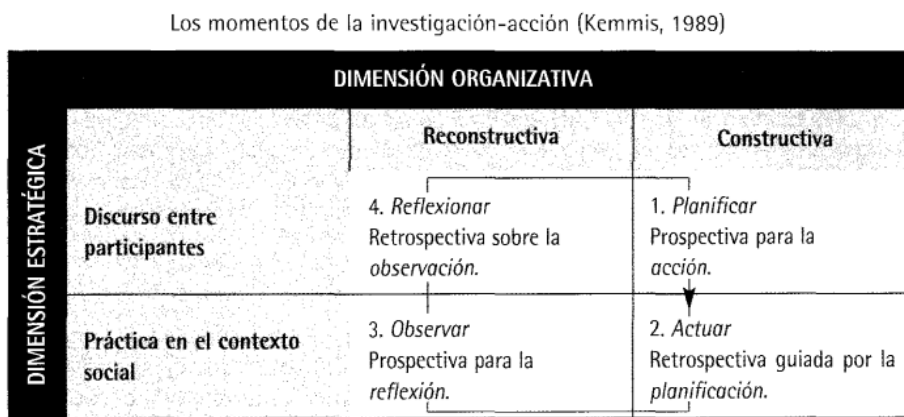 Los momentos de la investigación-acción (Kemmis, 1989)
DIMENSIÓN ORGANIZATIVA
DIMENSIÓN ESTRATÉGICA
Reconstructiva
Constructiva
Discurso entre
participantes
4. Reflexionar
Retrospectiva sobre la
observación.
1. Planificar
Prospectiva para la
acción.
Práctica en el contexto
social
3. Observar
Prospectiva para la
reflexión.
2. Actuar
Retrospectiva guiada por la
planificación.